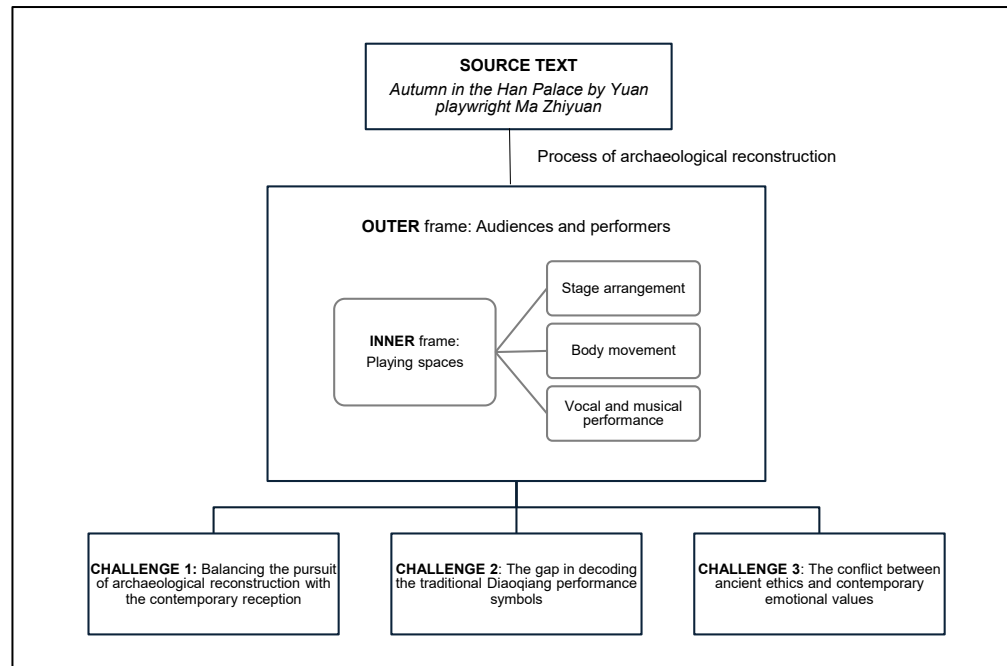 SOURCE TEXT
Autumn in the Han Palace by Yuan
playwright Ma Zhiyuan
Process of archaeological reconstruction
OUTER frame: Audiences and performers
Stage arrangement
INNER frame:
Playing spaces
Body movement
Vocal and musical
performance
CHALLENGE 1: Balancing the pursuit
of archaeological reconstruction with
the contemporary reception
CHALLENGE 2: The gap in decoding
the traditional Diaoqiang performance
symbols
CHALLENGE 3: The conflict between
ancient ethics and contemporary
emotional values